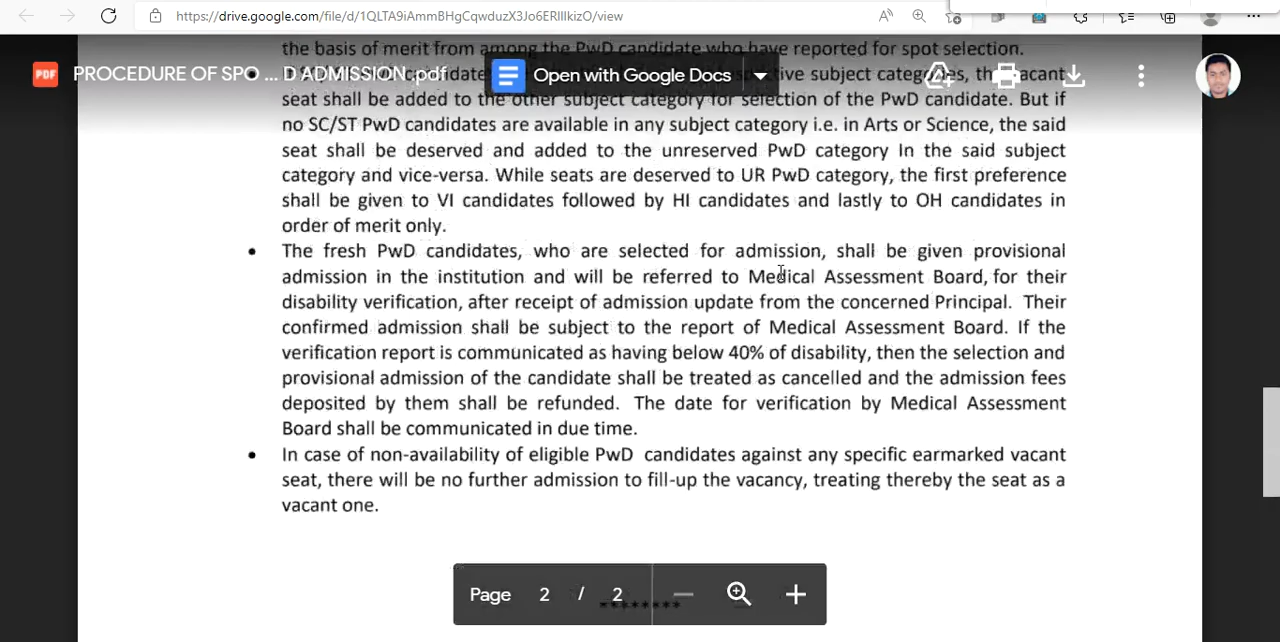 https://drive.google.com/file/d/1QLTA9iAmmBHgCqwduzX3Jo6ERIIIkizO/view
the basis of merit from among the PwD candidate who have reported for spot selection.
PDF PROCEDURE OF SPO ... D ADMISSION .pdf
Open with Google Docs
candidate tive subject categories, the vacant
seat shall be added to the other subject category for selection of the PwD candidate. But if
no SC/ST PwD candidates are available in any subject category i.e. in Arts or Science, the said
seat shall be deserved and added to the unreserved PwD category In the said subject
category and vice-versa. While seats are deserved to UR PwD category, the first preference
shall be given to VI candidates followed by HI candidates and lastly to OH candidates in
order of merit only.
• The fresh PwD candidates, who are selected for admission, shall be given provisional
admission in the institution and will be referred to Medical Assessment Board, for their
disability verification, after receipt of admission update from the concerned Principal. Their
confirmed admission shall be subject to the report of Medical Assessment Board. If the
verification report is communicated as having below 40% of disability, then the selection and
provisional admission of the candidate shall be treated as cancelled and the admission fees
deposited by them shall be refunded. The date for verification by Medical Assessment
Board shall be communicated in due time.
• In case of non-availability of eligible PwD candidates against any specific earmarked vacant
seat, there will be no further admission to fill-up the vacancy, treating thereby the seat as a
vacant one.
Page 2 / 2
********